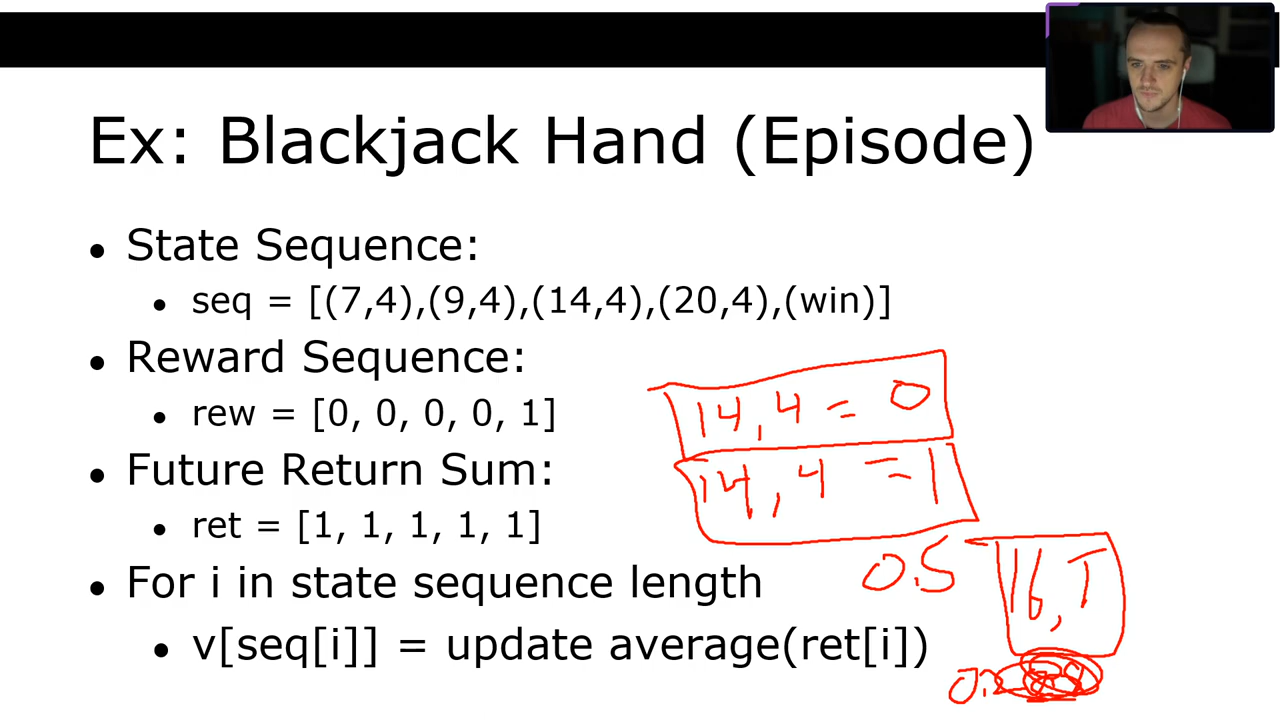 Ex: Blackjack Hand (Episode)
• State Sequence:
• seq = [(7,4),(9,4),(14,4),(20,4),(win)]
• Reward Sequence:
• rew = [0, 0, 0, 0, 1]
14,4 = 0
• Future Return Sum:
14,4 = 1
• ret = [1, 1, 1, 1, 1]
• For i in state sequence length
0.5
16,T
• v[seq[i]] = update average(ret[i])